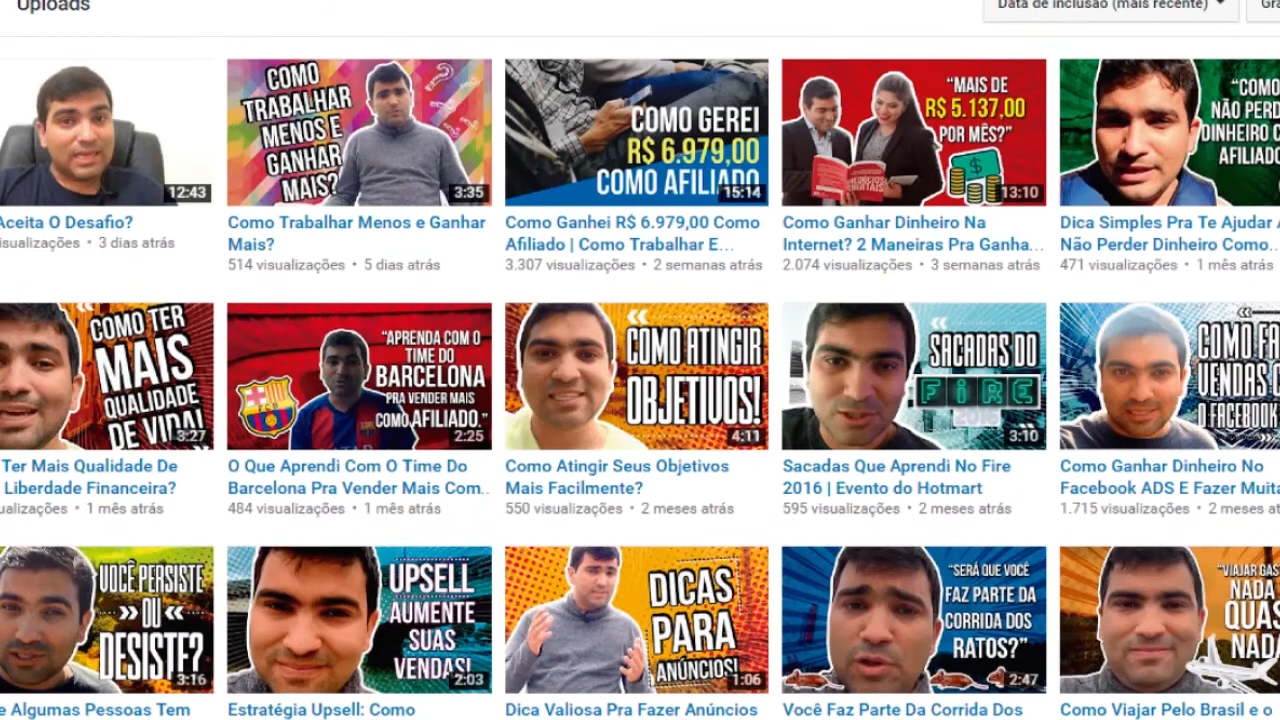 Uploads
Data de inclusão (mais recente)
Gra
12:43
COMO
TRABALHAR
MENOS E
GANHAR
MAIS?
3:35
COMO GEREI
R$ 6.979,00
COMO AFILIADO
15:14
"MAIS DE
R$ 5.137,00
POR MÊS?"
13:10
"COMO
NÃO PERD
DINHEIRO C
AFILIADO
Aceita O Desafio?
Como Trabalhar Menos e Ganhar
Mais?
Como Ganhei R$ 6.979,00 Como
Afiliado | Como Trabalhar E...
Como Ganhar Dinheiro Na
Internet? 2 Maneiras Pra Ganha...
Dica Simples Pra Te Ajudar A
Não Perder Dinheiro Como...
isualizações • 3 dias atrás
514 visualizações • 5 dias atrás
3.307 visualizações • 2 semanas atrás
2.074 visualizações • 3 semanas atrás
471 visualizações • 1 mês atrás
COMO TER
MAIS
QUALIDADE
DE VIDA!
3:27
"APRENDA COM O
TIME DO
BARCELONA
PRA VENDER MAIS
COMO AFILIADO."
FCB
2:25
COMO ATINGIR
OBJETIVOS!
4:11
SACADAS DO
FIRE
2016
3:10
COMO FA
VENDAS C
O FACEBOOK
Ter Mais Qualidade De
Liberdade Financeira?
O Que Aprendi Com O Time Do
Barcelona Pra Vender Mais Com..
Como Atingir Seus Objetivos
Mais Facilmente?
Sacadas Que Aprendi No Fire
2016 | Evento do Hotmart
Como Ganhar Dinheiro No
Facebook ADS E Fazer Muita
ualizações • 1 mês atrás
484 visualizações • 1 mês atrás
550 visualizações • 2 meses atrás
595 visualizações • 2 meses atrás
1.715 visualizações • 2 meses at
VOCÊ PERSISTE
OU
DESISTE?
3:16
UPSELL
AUMENTE
SUAS
VENDAS!
2:03
DICAS
PARA
ANÚNCIOS!
1:06
"SERÁ QUE VOCÊ
FAZ PARTE DA
CORRIDA DOS
RATOS?"
2:47
"VIAJAR GAS
NADA
QUAS
NADA
e Algumas Pessoas Tem
Estratégia Upsell: Como
Dica Valiosa Pra Fazer Anúncios
Você Faz Parte Da Corrida Dos
Como Viajar Pelo Brasil e o